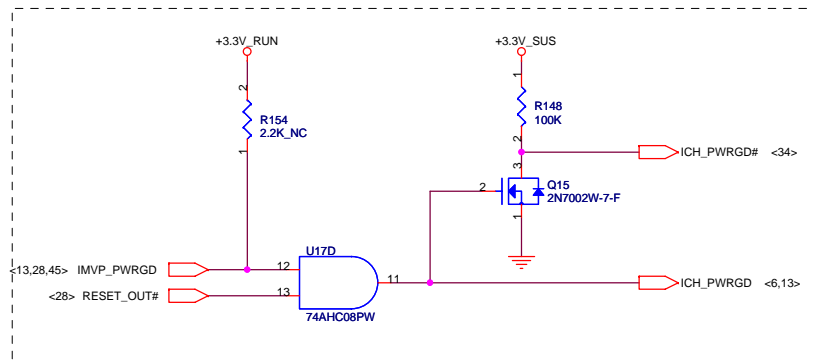 +3.3V_RUN
+3.3V_SUS
2
R154
2.2K_NC
1
1
R148
100K
2
ICH_PWRGD# <34>
3
2
Q15
2N7002W-7-F
1
<13,28,45> IMVP_PWRGD
12
U17D
11
ICH_PWRGD <6,13>
<28> RESET_OUT#
13
74AHC08PW